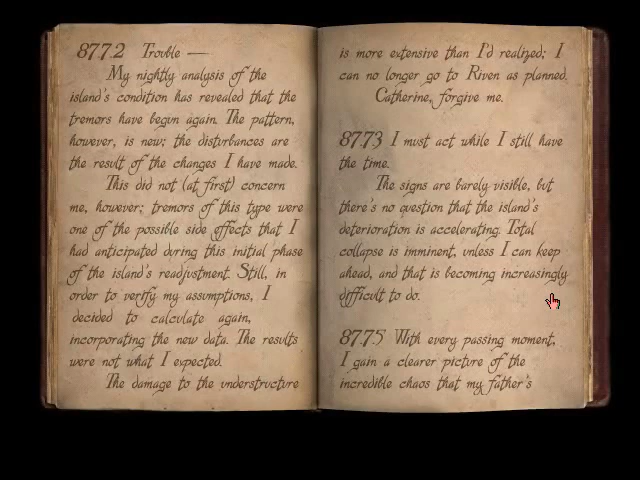 87.7.2 Trouble —
My nightly analysis of the
island's condition has revealed that the
tremors have begun again. The pattern,
however, is new; the disturbances are
the result of the changes I have made.
This did not (at first) concern
me, however; tremors of this type were
one of the possible side effects that I
had anticipated during this initial phase
of the island's readjustment. Still, in
order to verify my assumptions, I
decided to calculate again,
incorporating the new data. The results
were not what I expected.
The damage to the understructure
is more extensive than I'd realized; I
can no longer go to Riven as planned.
Catherine, forgive me.
87.7.3 I must act while I still have
the time.
The signs are barely visible, but
there's no question that the island's
deterioration is accelerating. Total
collapse is imminent, unless I can keep
ahead, and that is becoming increasingly
difficult to do.
87.7.5 With every passing moment,
I gain a clearer picture of the
incredible chaos that my father's